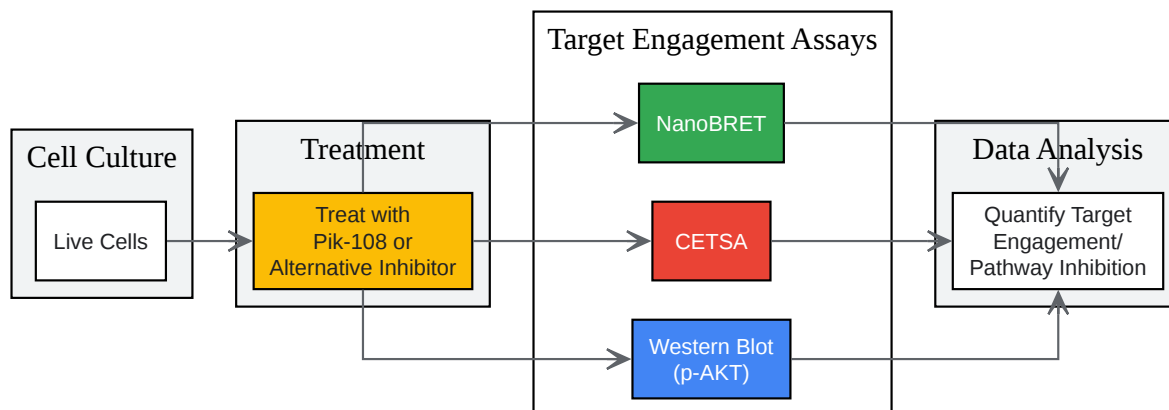 Cell Culture
Live Cells
Treatment
Treat with
Pik-108 or
Alternative Inhibitor
Target Engagement Assays
NanoBRET
CETSA
Western Blot
(p-AKT)
Data Analysis
Quantify Target
Engagement/
Pathway Inhibition